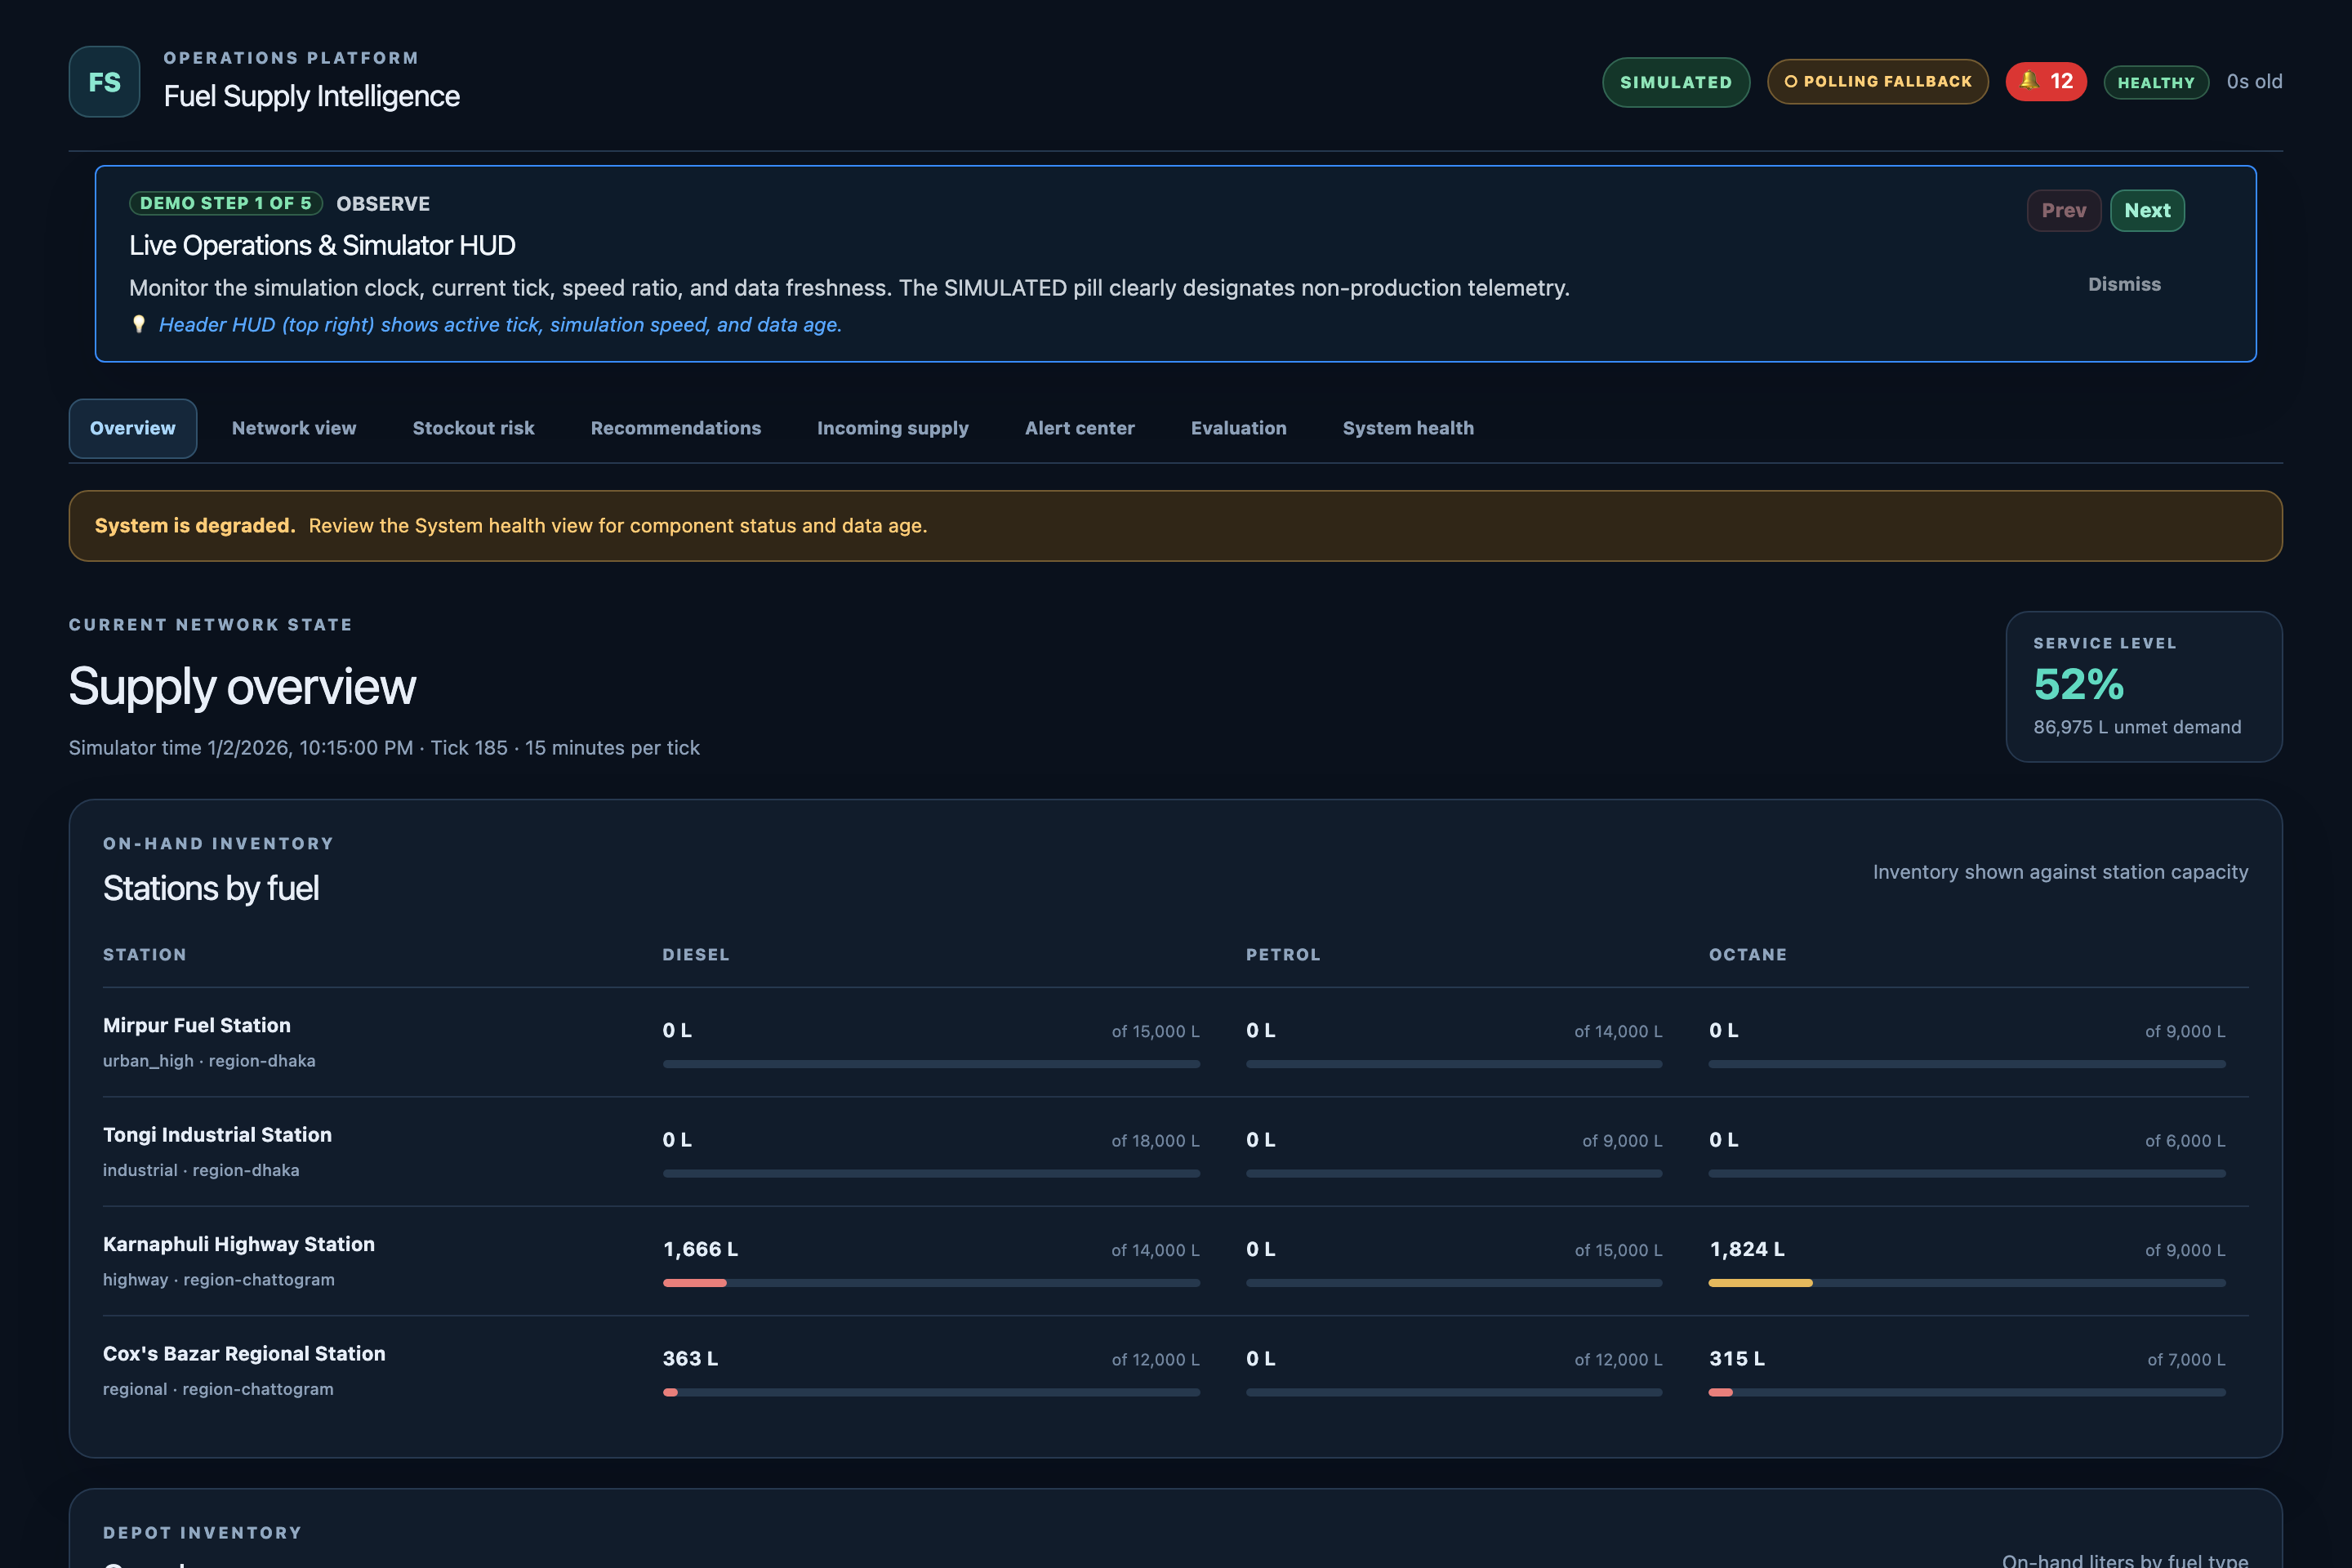 FS
OPERATIONS PLATFORM
Fuel Supply Intelligence
SIMULATED
POLLING FALLBACK
12
HEALTHY
0s old
DEMO STEP 1 OF 5 OBSERVE
Prev
Next
Live Operations & Simulator HUD
Monitor the simulation clock, current tick, speed ratio, and data freshness. The SIMULATED pill clearly designates non-production telemetry.
Dismiss
Header HUD (top right) shows active tick, simulation speed, and data age.
Overview
Network view
Stockout risk
Recommendations
Incoming supply
Alert center
Evaluation
System health
System is degraded. Review the System health view for component status and data age.
CURRENT NETWORK STATE
Supply overview
Simulator time 1/2/2026, 10:15:00 PM · Tick 185 · 15 minutes per tick
SERVICE LEVEL
52%
86,975 L unmet demand
ON-HAND INVENTORY
Stations by fuel
Inventory shown against station capacity
STATION DIESEL PETROL OCTANE
Mirpur Fuel Station
urban_high · region-dhaka
0 L of 15,000 L
0 L of 14,000 L
0 L of 9,000 L
Tongi Industrial Station
industrial · region-dhaka
0 L of 18,000 L
0 L of 9,000 L
0 L of 6,000 L
Karnaphuli Highway Station
highway · region-chattogram
1,666 L of 14,000 L
0 L of 15,000 L
1,824 L of 9,000 L
Cox's Bazar Regional Station
regional · region-chattogram
363 L of 12,000 L
0 L of 12,000 L
315 L of 7,000 L
DEPOT INVENTORY
On-hand liters by fuel type